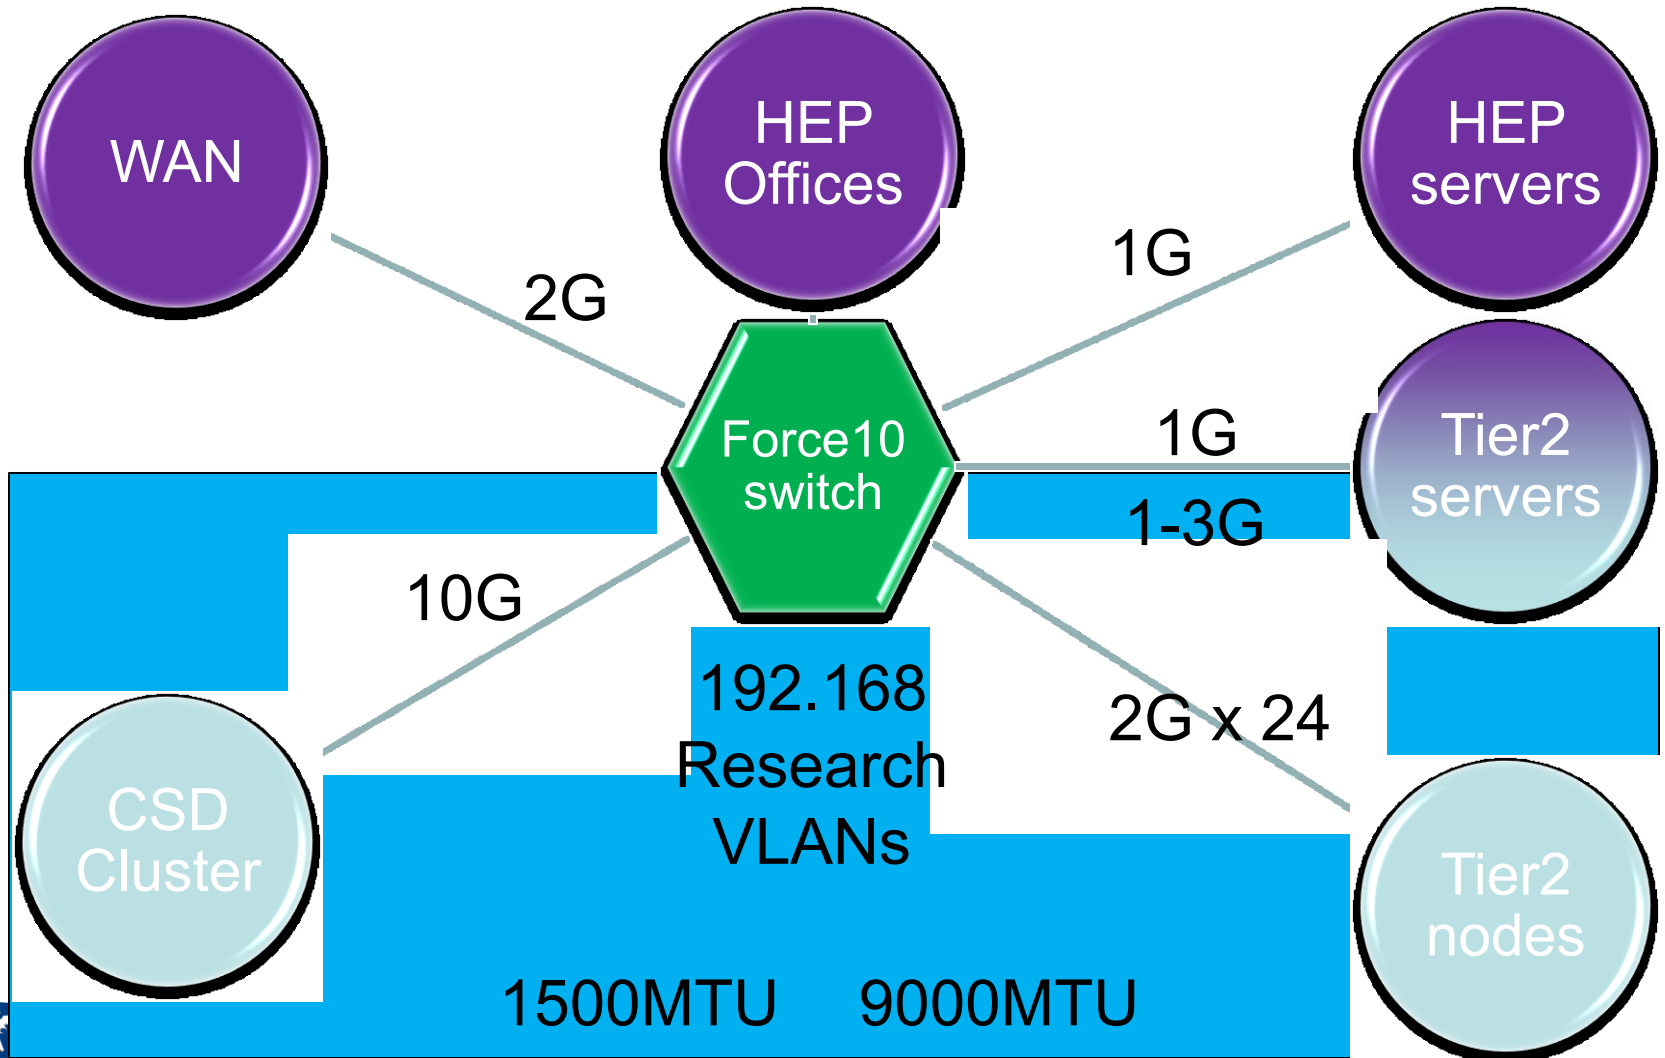 WAN
HEP
Offices
HEP
servers
2G
1G
Force10
switch
1G
Tier2
servers
1-3G
10G
192.168
Research
VLANs
2G x 24
CSD
Cluster
Tier2
nodes
1500MTU
9000MTU